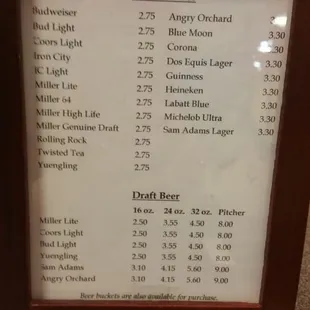 Budweiser 2.75
Bud Light 2.75
Coors Light 2.75
Iron City 2.75
IC Light 2.75
Miller Lite 2.75
Miller 64 2.75
Miller High Life 2.75
Miller Genuine Draft 2.75
Rolling Rock 2.75
Twisted Tea 2.75
Yuengling 2.75
Angry Orchard 3.30
Blue Moon 3.30
Corona 3.30
Dos Equis Lager 3.30
Guinness 3.30
Heineken 3.30
Labatt Blue 3.30
Michelob Ultra 3.30
Sam Adams Lager 3.30
Draft Beer
16 oz. 24 oz. 32 oz. Pitcher
Miller Lite 2.50 3.55 4.50 8.00
Coors Light 2.50 3.55 4.50 8.00
Bud Light 2.50 3.55 4.50 8.00
Yuengling 2.50 3.55 4.50 8.00
Sam Adams 3.10 4.15 5.60 9.00
Angry Orchard 3.10 4.15 5.60 9.00
Beer buckets are also available for purchase.